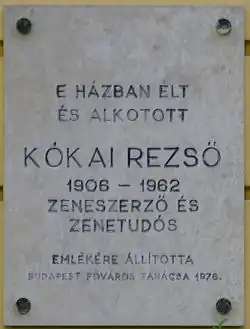 E HÁZBAN ÉLT
ÉS ALKOTOTT
KÓKAI REZSŐ
1906 – 1962
ZENESZERZŐ ÉS
ZENETUDÓS
EMLÉKÉRE ÁLLÍTOTTA
BUDAPEST FŐVÁROS TANÁCSA 1976.